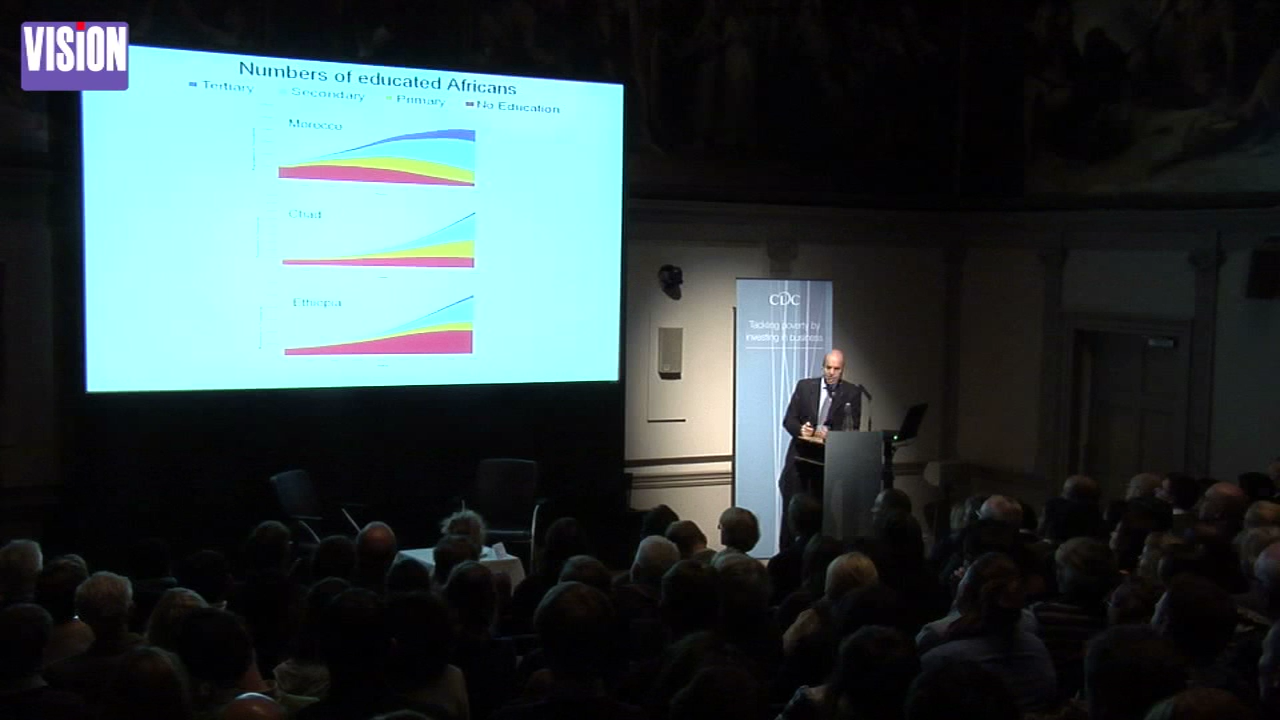 VISION
Numbers of educated Africans
Tertiary Secondary Primary No Education
Morocco
Chad
Ethiopia
CDC
Tackling poverty by
investing in business